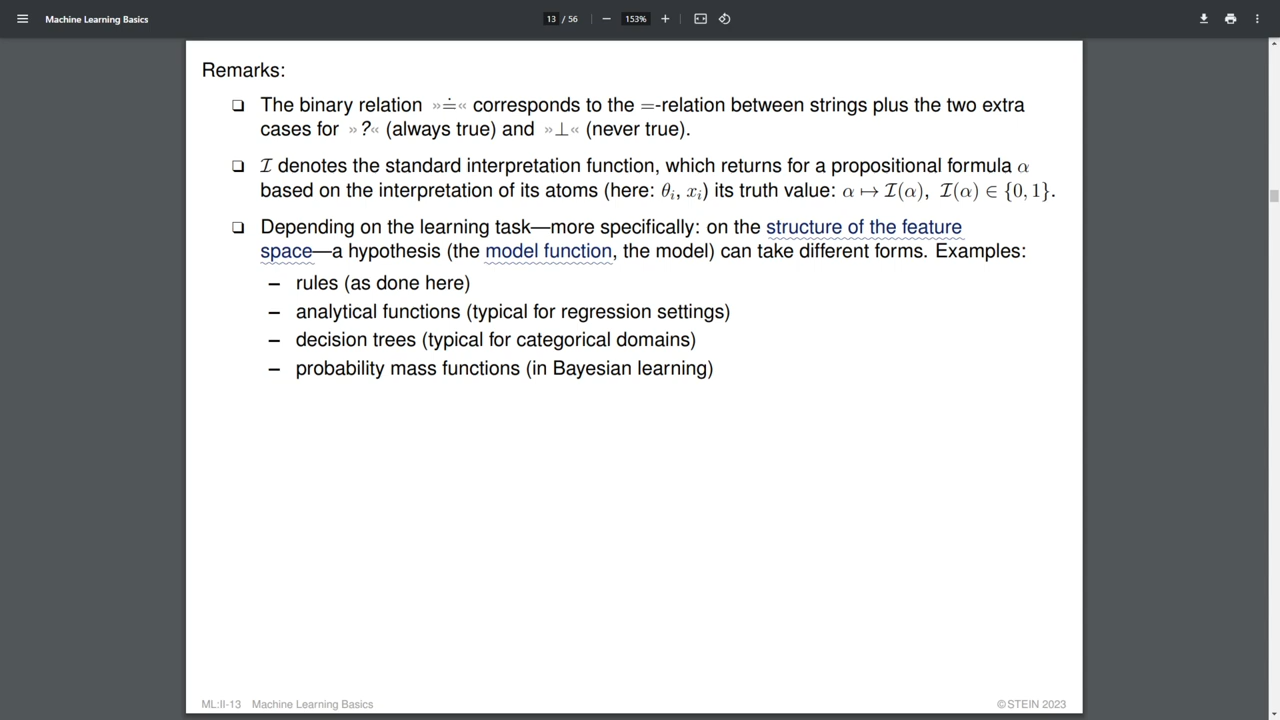 Machine Learning Basics
13 / 56
153%
Remarks:
❑ The binary relation »≐« corresponds to the =-relation between strings plus the two extra
cases for »?« (always true) and »⊥« (never true).
❑ ℐ denotes the standard interpretation function, which returns for a propositional formula α
based on the interpretation of its atoms (here: θᵢ, xᵢ) its truth value: α ↦ ℐ(α), ℐ(α) ∈ {0, 1}.
❑ Depending on the learning task—more specifically: on the structure of the feature
space—a hypothesis (the model function, the model) can take different forms. Examples:
– rules (as done here)
– analytical functions (typical for regression settings)
– decision trees (typical for categorical domains)
– probability mass functions (in Bayesian learning)
ML:II-13 Machine Learning Basics
©STEIN 2023